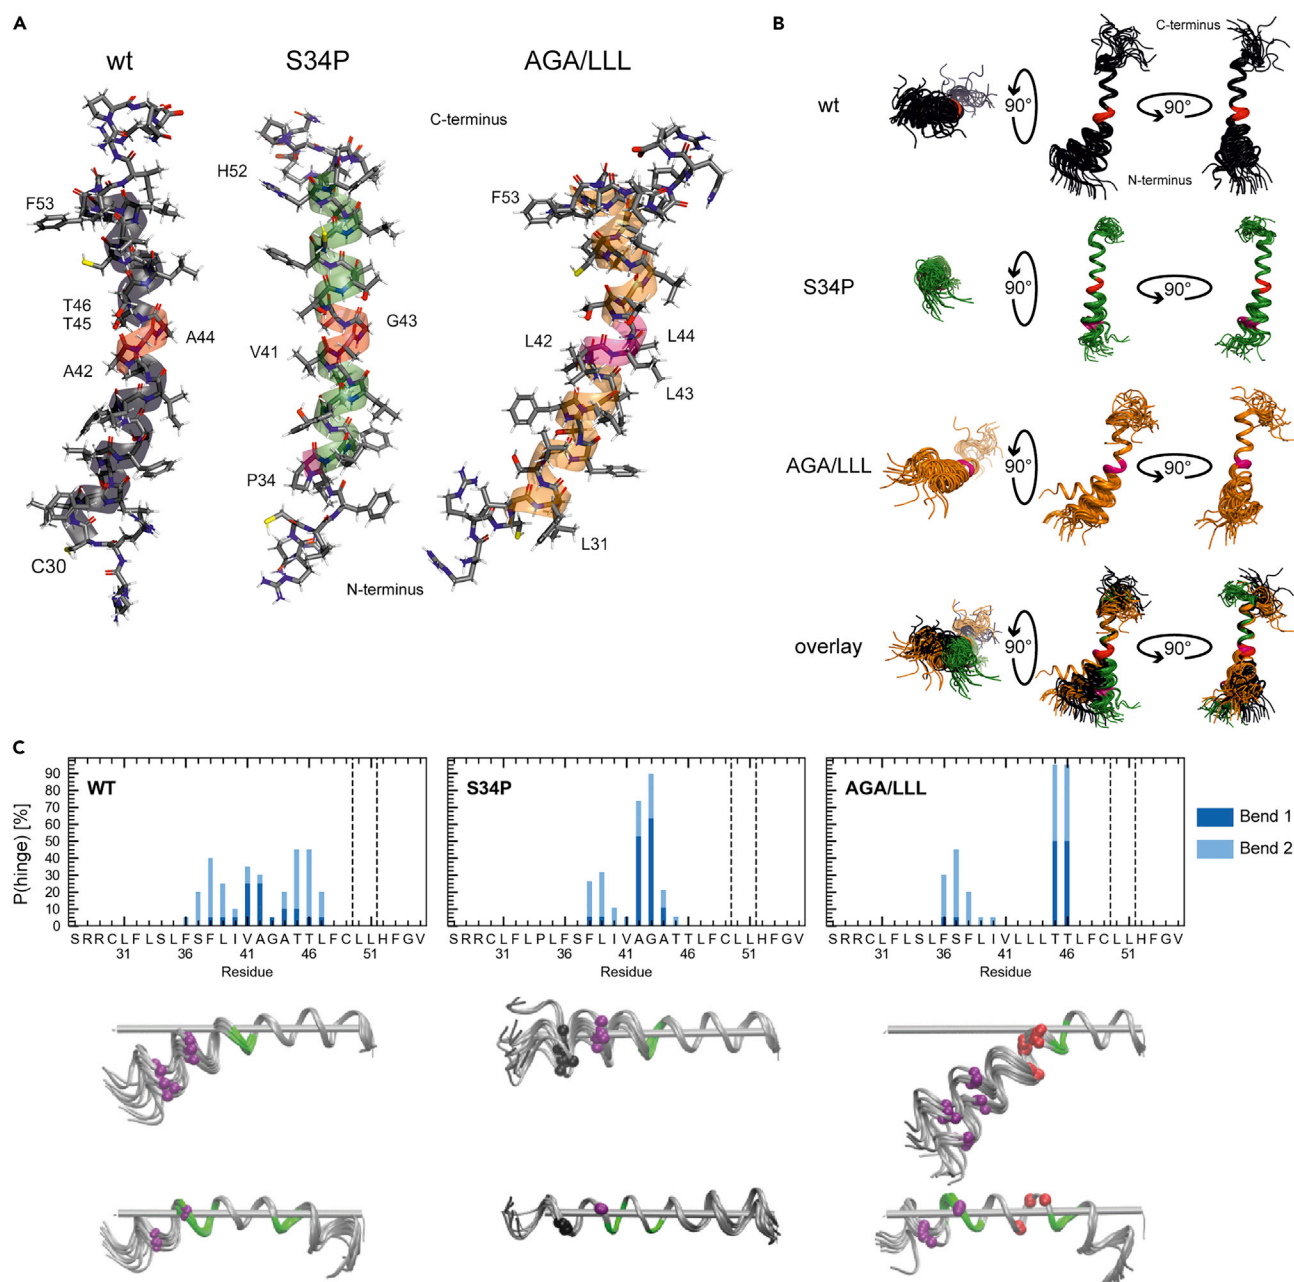 A
wt
S34P
AGA/LLL
C-terminus
F53
T46
T45
A44
A42
C30
H52
G43
V41
P34
N-terminus
F53
L42
L44
L43
L31
B
C-terminus
wt
90°
90°
N-terminus
S34P
90°
90°
AGA/LLL
90°
90°
overlay
90°
90°
C
P(hinge) [%]
90
80
70
60
50
40
30
20
10
0
WT
S34P
AGA/LLL
Bend 1
Bend 2
S R R C L F L S L F S F L I V A G A T T L F C L L H F G V
31 36 41 46 51
Residue
S R R C L F L P L F S F L I V A G A T T L F C L L H F G V
31 36 41 46 51
Residue
S R R C L F L S L F S F L I V L L L T T L F C L L H F G V
31 36 41 46 51
Residue